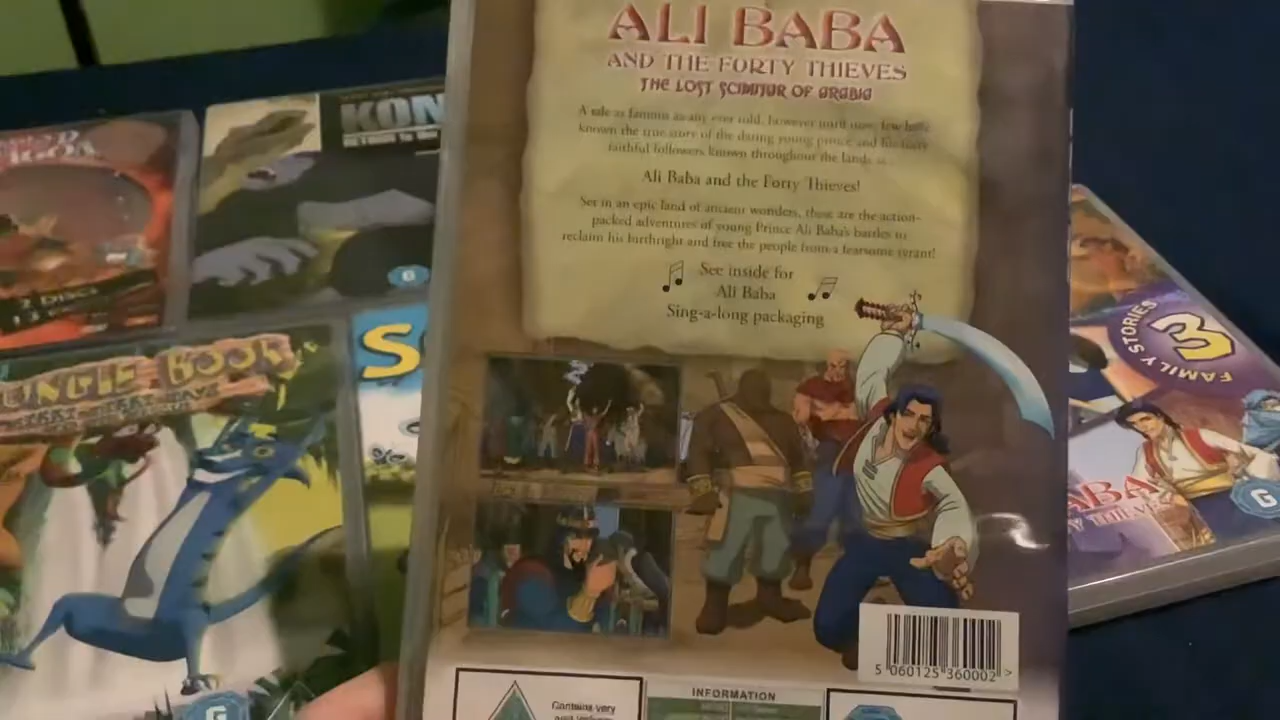 ALI BABA
AND THE FORTY THIEVES
THE LOST SCIMITUR OF ARABIA
A tale as famous as any ever told, however until now, few have
known the true story of the daring young prince and his
faithful followers known throughout the lands as...
Ali Baba and the Forty Thieves!
Set in an epic land of ancient wonders, these are the action-
packed adventures of young Prince Ali Baba's battles to
reclaim his birthright and free the people from a fearsome tyrant!
See inside for
Ali Baba
Sing-a-long packaging
5 060125 360002 >
INFORMATION
Contains very
KON
G
2 DISC
JUNGLE BOOK
G
S
3
FAMILY STORIES
ABA
Y THIEVES
G